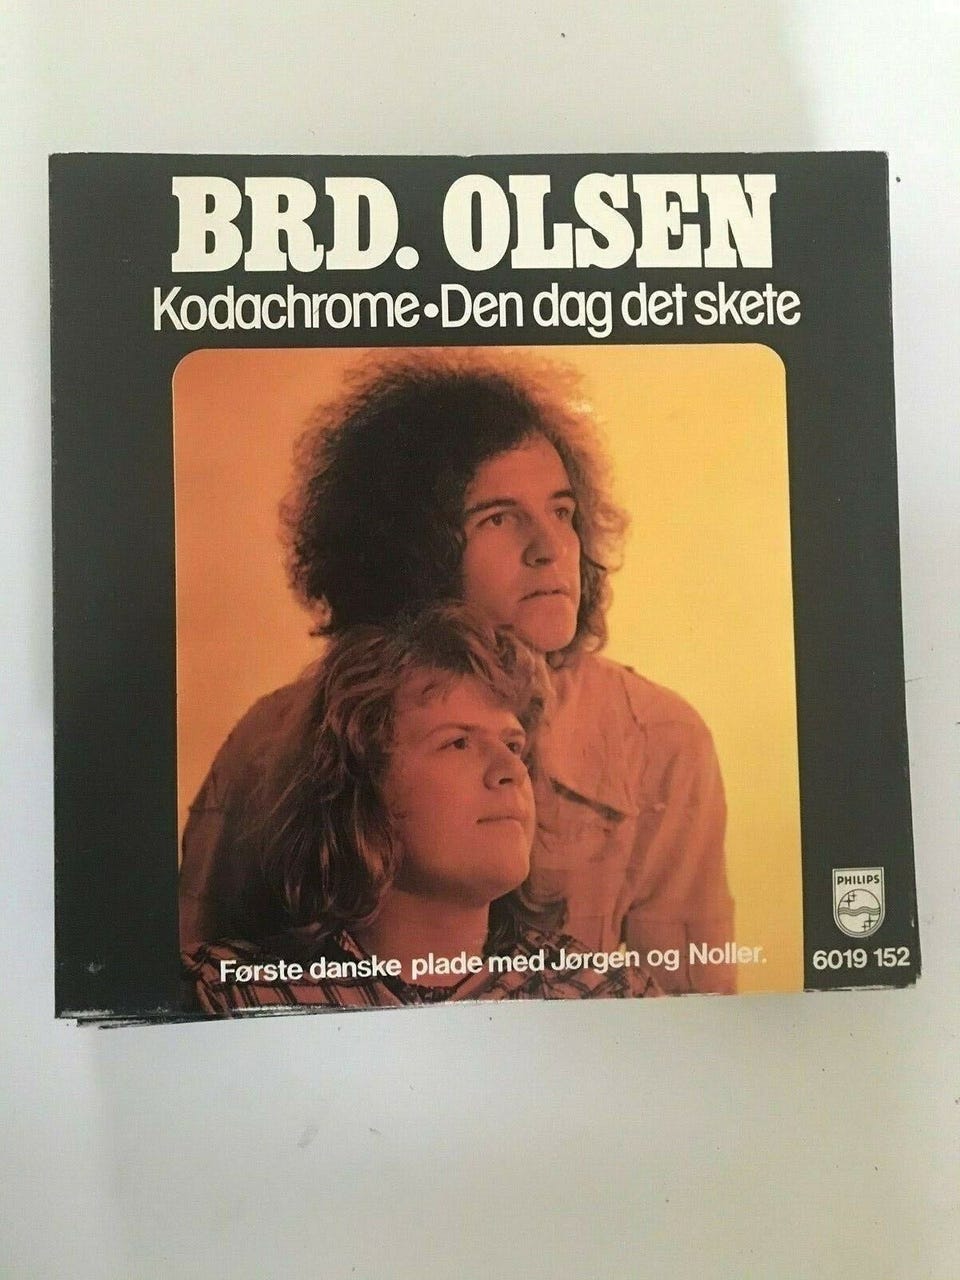 BRD. OLSEN
Kodachrome•Den dag det skete
PHILIPS
Første danske plade med Jørgen og Noller.
6019 152